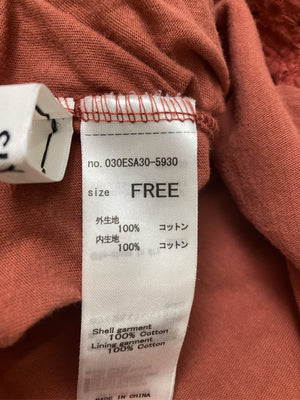 no. 030ESA30-5930
size FREE
外生地
100% コットン
内生地
100% コットン
Shell garment
100% Cotton
Lining garment
100% Cotton
MADE IN CHINA